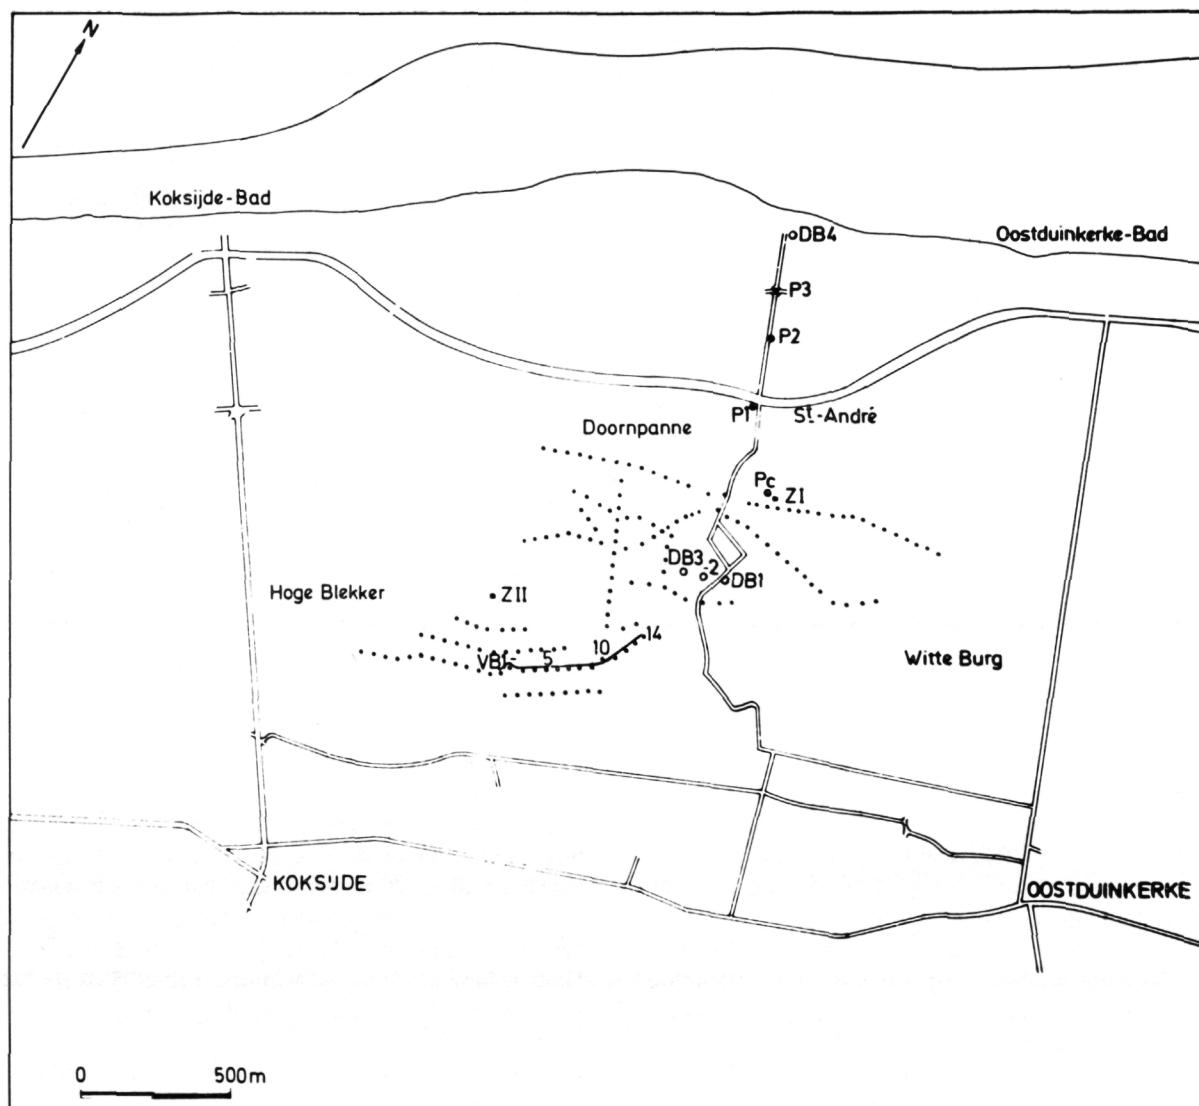 N
Koksijde-Bad
DB4
Oostduinkerke-Bad
P3
P2
P1
St.-André
Doornpanne
Pc
ZI
DB3
-2
DB1
Hoge Blekker
ZII
14
10
VB1-
5
Witte Burg
KOKSIJDE
OOSTDUINKERKE
0
500m